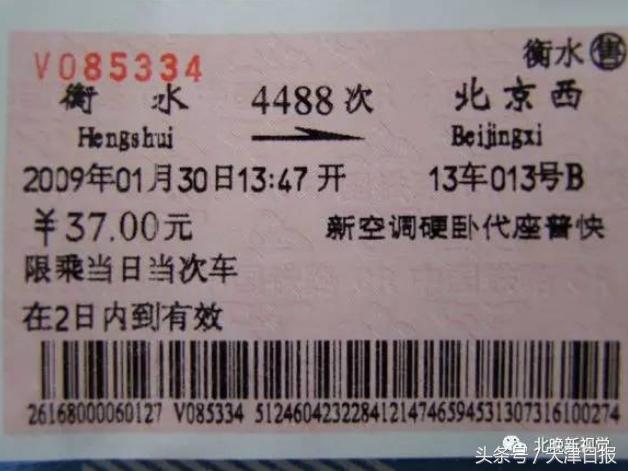 V085334
衡水 ㊔售
衡水 4488次 北京西
Hengshui Beijingxi
2009年01月30日13:47开 13车013号B
￥37.00元 新空调硬卧代座普快
限乘当日当次车
在2日内到有效
26168000060127 V085334 5124604232284121474659453130731​6100274
北晚新视觉
头条号／天津日报